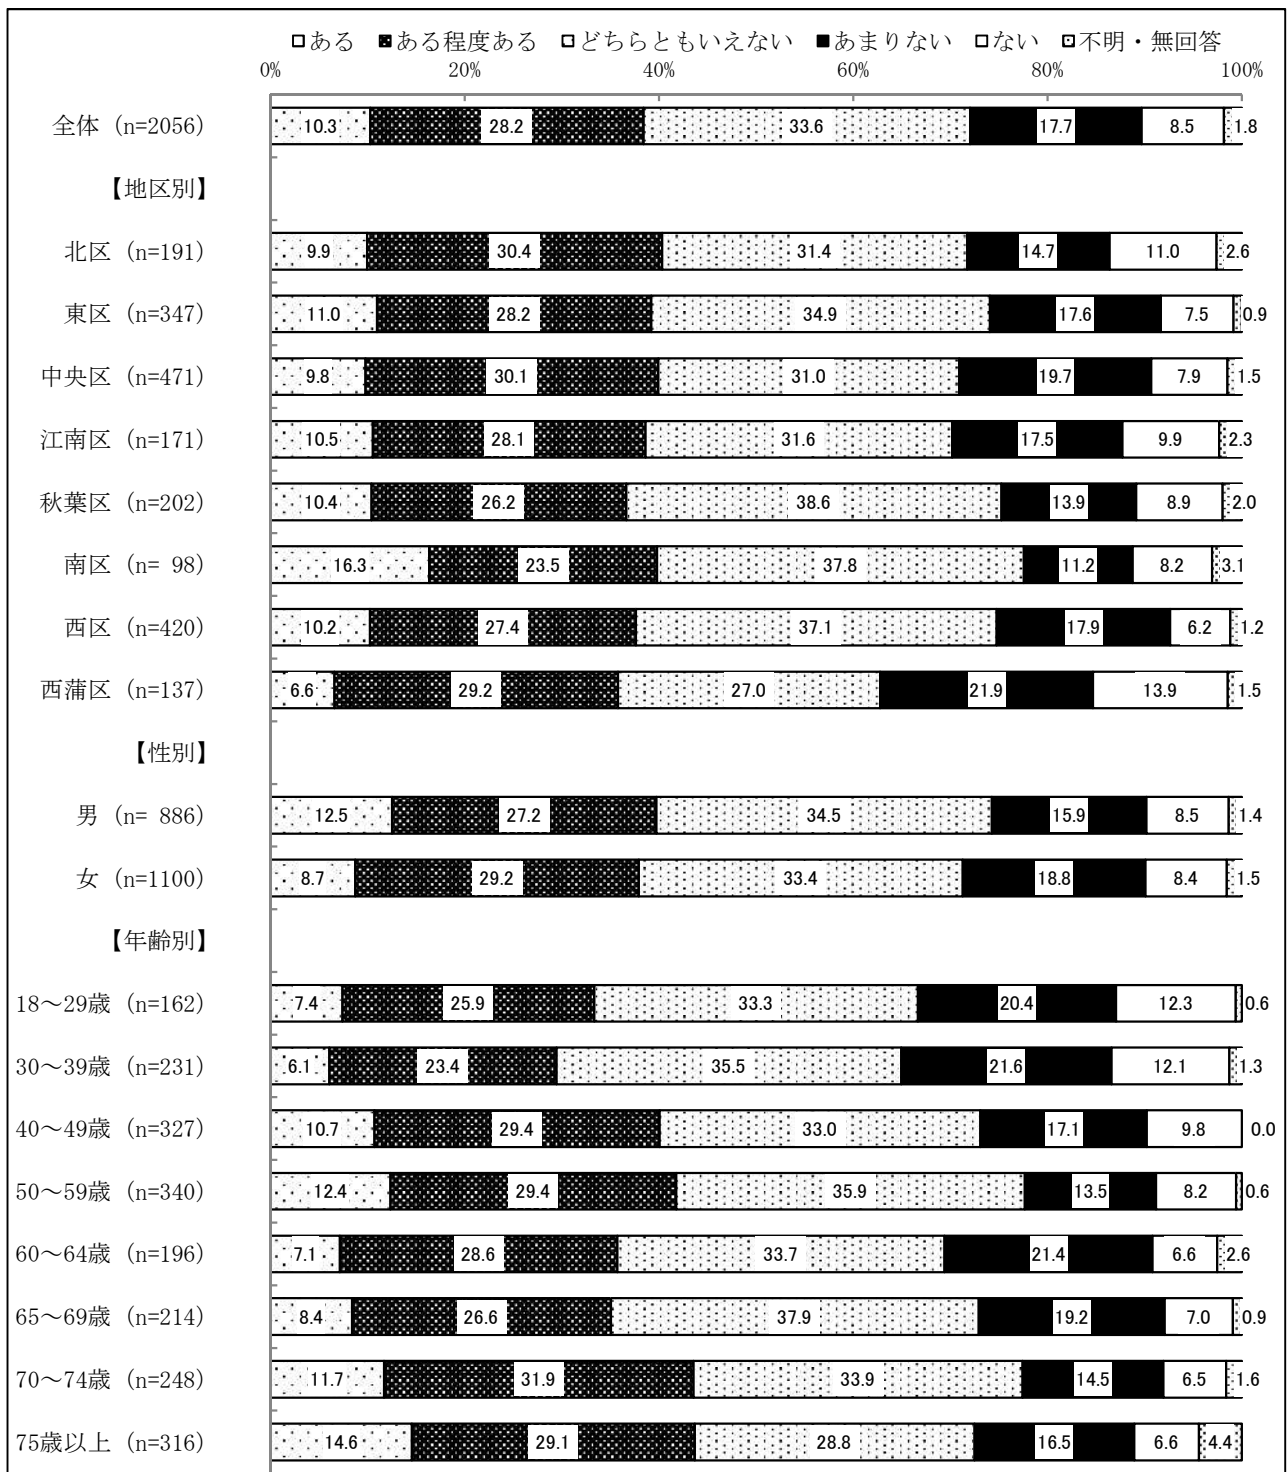 □ある ■ある程度ある □どちらともいえない ■あまりない □ない □不明・無回答
0% 20% 40% 60% 80% 100%
全体 (n=2056) 10.3 28.2 33.6 17.7 8.5 1.8
【地区別】
北区 (n=191) 9.9 30.4 31.4 14.7 11.0 2.6
東区 (n=347) 11.0 28.2 34.9 17.6 7.5 0.9
中央区 (n=471) 9.8 30.1 31.0 19.7 7.9 1.5
江南区 (n=171) 10.5 28.1 31.6 17.5 9.9 2.3
秋葉区 (n=202) 10.4 26.2 38.6 13.9 8.9 2.0
南区 (n= 98) 16.3 23.5 37.8 11.2 8.2 3.1
西区 (n=420) 10.2 27.4 37.1 17.9 6.2 1.2
西蒲区 (n=137) 6.6 29.2 27.0 21.9 13.9 1.5
【性別】
男 (n= 886) 12.5 27.2 34.5 15.9 8.5 1.4
女 (n=1100) 8.7 29.2 33.4 18.8 8.4 1.5
【年齢別】
18～29歳 (n=162) 7.4 25.9 33.3 20.4 12.3 0.6
30～39歳 (n=231) 6.1 23.4 35.5 21.6 12.1 1.3
40～49歳 (n=327) 10.7 29.4 33.0 17.1 9.8 0.0
50～59歳 (n=340) 12.4 29.4 35.9 13.5 8.2 0.6
60～64歳 (n=196) 7.1 28.6 33.7 21.4 6.6 2.6
65～69歳 (n=214) 8.4 26.6 37.9 19.2 7.0 0.9
70～74歳 (n=248) 11.7 31.9 33.9 14.5 6.5 1.6
75歳以上 (n=316) 14.6 29.1 28.8 16.5 6.6 4.4